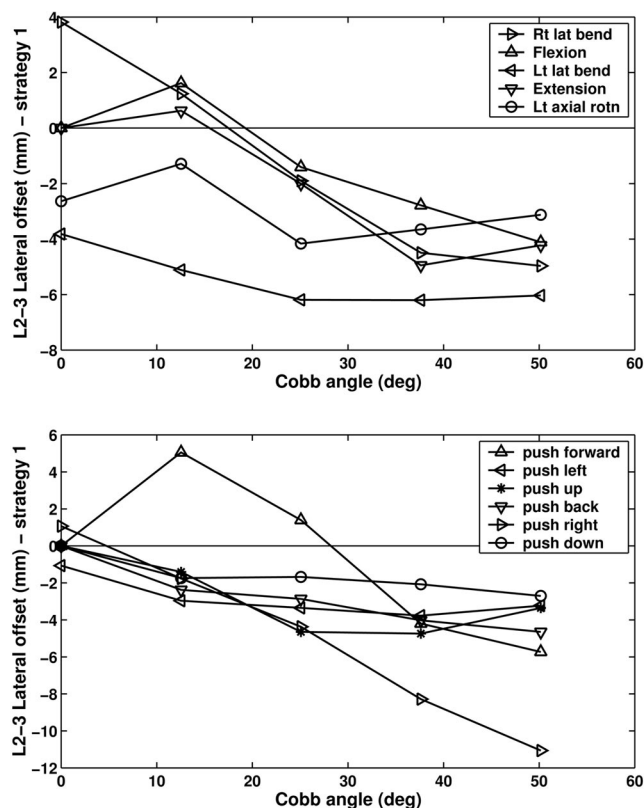 L2−3 Lateral offset (mm) − strategy 1
4
2
0
−2
−4
−6
−8
Rt lat bend
Flexion
Lt lat bend
Extension
Lt axial rotn
0 10 20 30 40 50 60
Cobb angle (deg)
L2−3 Lateral offset (mm) − strategy 1
6
4
2
0
−2
−4
−6
−8
−10
−12
push forward
push left
push up
push back
push right
push down
0 10 20 30 40 50 60
Cobb angle (deg)